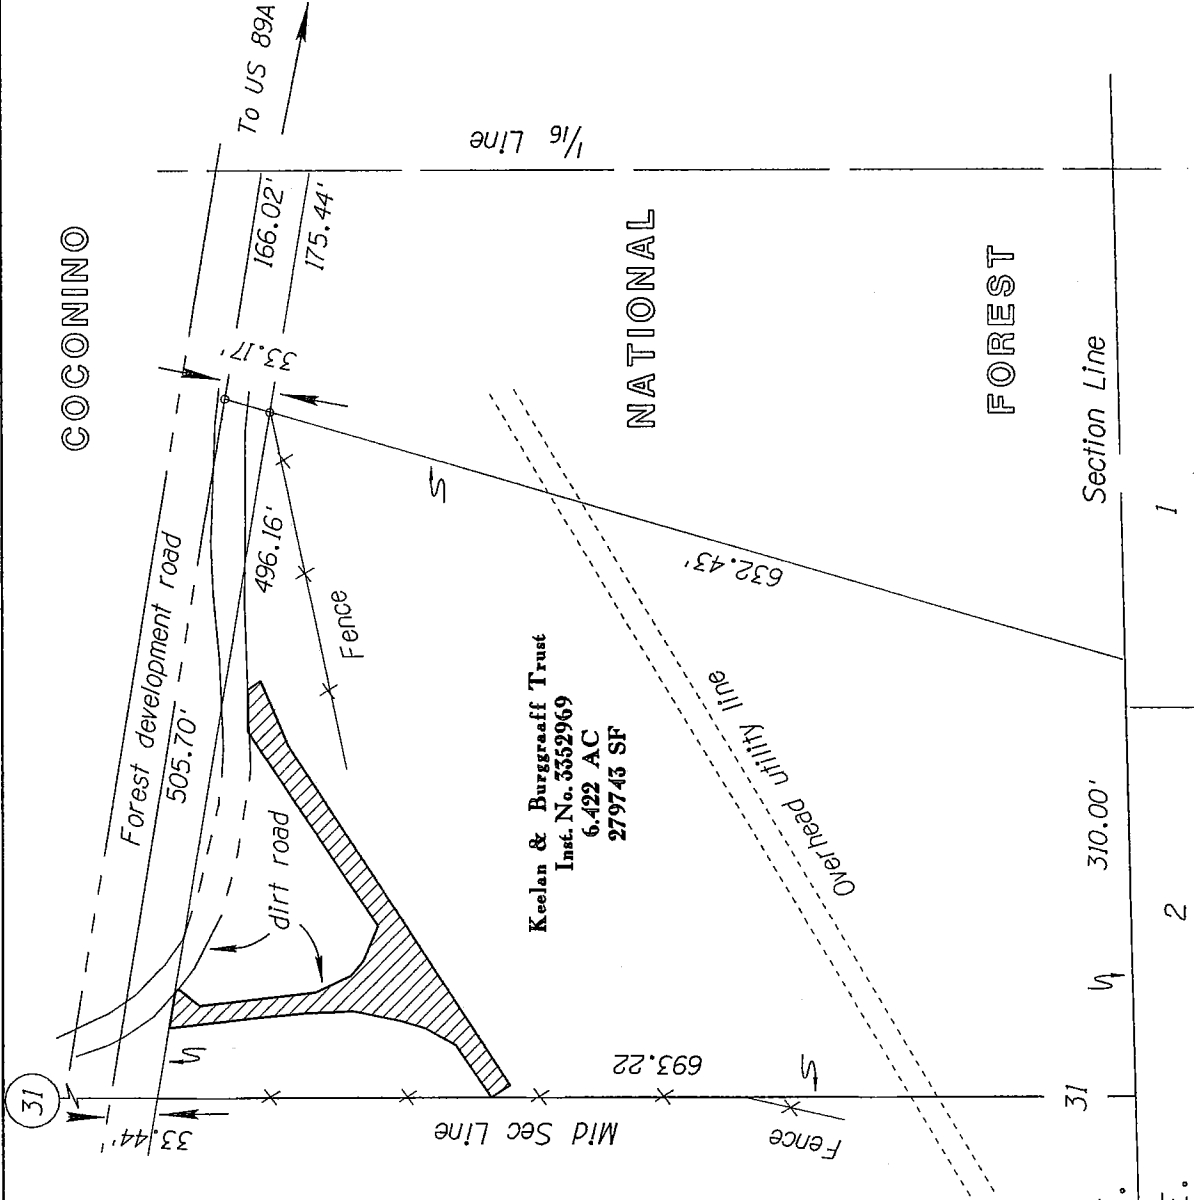 COCONINO
NATIONAL
FOREST
To US 89A
1/16 Line
166.02'
175.44'
33.17'
Forest development road
505.70'
496.16'
Fence
dirt road
Keelan & Burggraaff Trust
Inst. No. 3352969
6.422 AC
279743 SF
632.43'
Overhead utility line
Section Line
310.00'
1
2
31
33.44'
Mid Sec Line
693.22
Fence
31